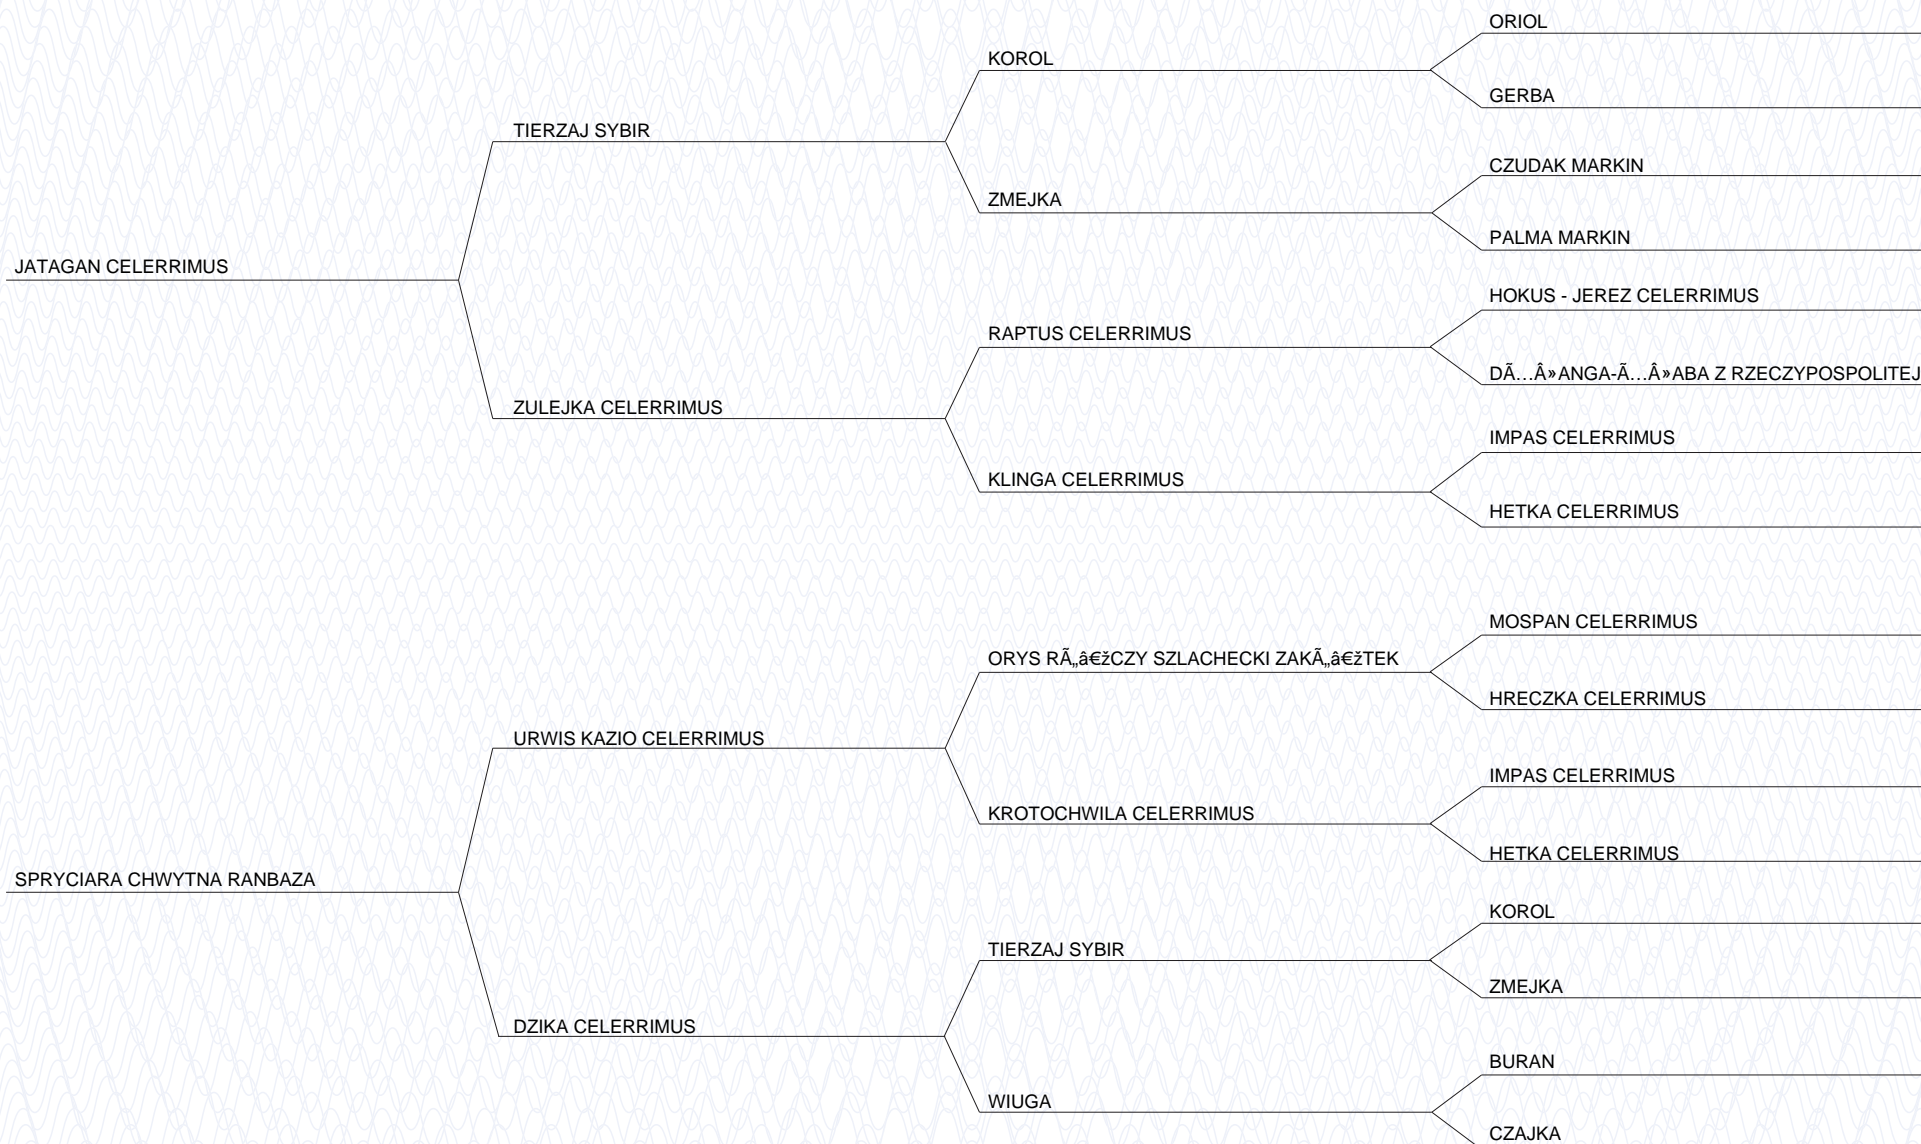 ORIOL
KOROL
GERBA
TIERZAJ SYBIR
CZUDAK MARKIN
ZMEJKA
PALMA MARKIN
JATAGAN CELERRIMUS
HOKUS - JEREZ CELERRIMUS
RAPTUS CELERRIMUS
DÃ…Â»ANGA-Ã…Â»ABA Z RZECZYPOSPOLITEJ
ZULEJKA CELERRIMUS
IMPAS CELERRIMUS
KLINGA CELERRIMUS
HETKA CELERRIMUS
MOSPAN CELERRIMUS
ORYS RÃ„â€žCZY SZLACHECKI ZAKÃ„â€žTEK
HRECZKA CELERRIMUS
URWIS KAZIO CELERRIMUS
IMPAS CELERRIMUS
KROTOCHWILA CELERRIMUS
HETKA CELERRIMUS
SPRYCIARA CHWYTNA RANBAZA
KOROL
TIERZAJ SYBIR
ZMEJKA
DZIKA CELERRIMUS
BURAN
WIUGA
CZAJKA